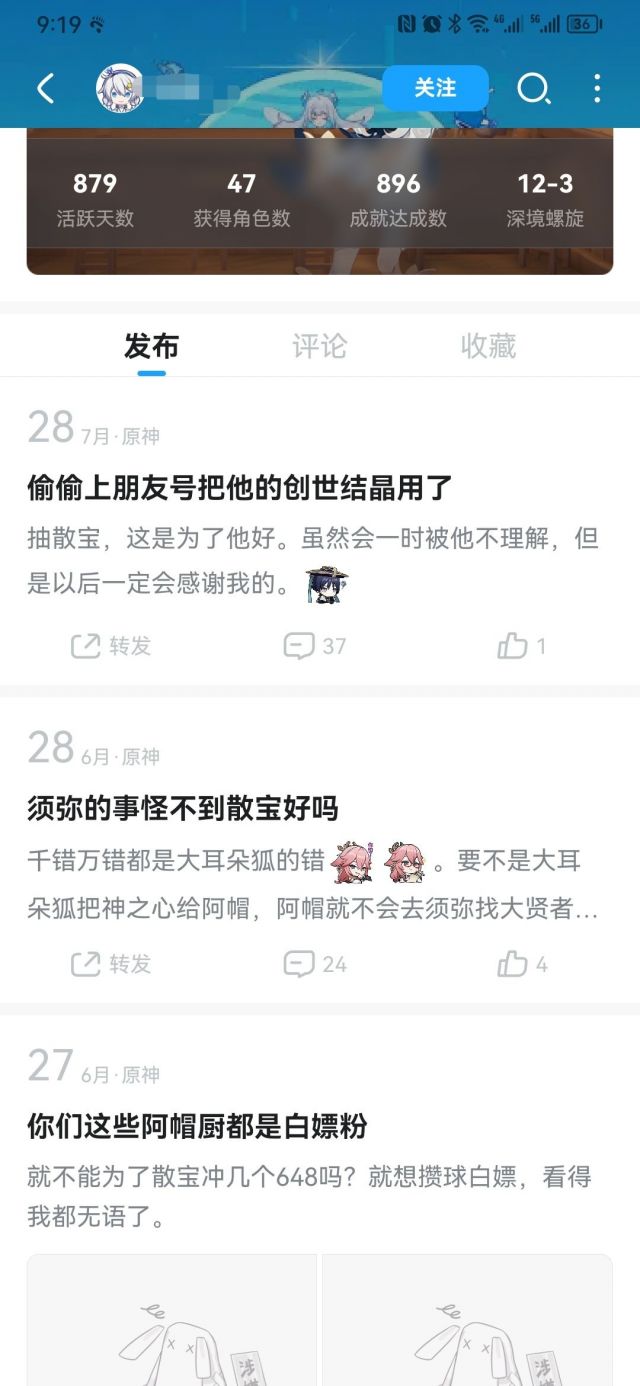 9:19
4G
5G
36
关注
879
47
896
12-3
活跃天数
获得角色数
成就达成数
深境螺旋
发布
评论
收藏
28 7月·原神
偷偷上朋友号把他的创世结晶用了
抽散宝，这是为了他好。虽然会一时被他不理解，但
是以后一定会感谢我的。
转发
37
1
28 6月·原神
须弥的事怪不到散宝好吗
千错万错都是大耳朵狐的错。要不是大耳
朵狐把神之心给阿帽，阿帽就不会去须弥找大贤者…
转发
24
4
27 6月·原神
你们这些阿帽厨都是白嫖粉
就不能为了散宝冲几个648吗？就想攒球白嫖，看得
我都无语了。
涉
涉